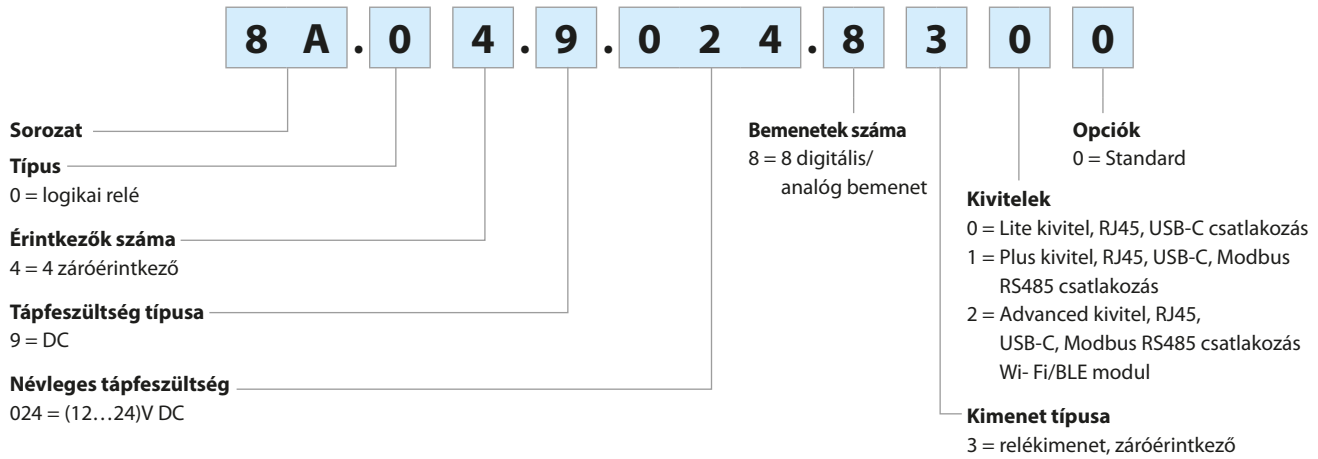 8 A . 0 4 . 9 . 0 2 4 . 8 3 0 0
Sorozat
Típus
0 = logikai relé
Érintkezők száma
4 = 4 záróérintkező
Tápfeszültség típusa
9 = DC
Névleges tápfeszültség
024 = (12…24)V DC
Bemenetek száma
8 = 8 digitális/
analóg bemenet
Opciók
0 = Standard
Kivitelek
0 = Lite kivitel, RJ45, USB-C csatlakozás
1 = Plus kivitel, RJ45, USB-C, Modbus
RS485 csatlakozás
2 = Advanced kivitel, RJ45,
USB-C, Modbus RS485 csatlakozás
Wi- Fi/BLE modul
Kimenet típusa
3 = relékimenet, záróérintkező